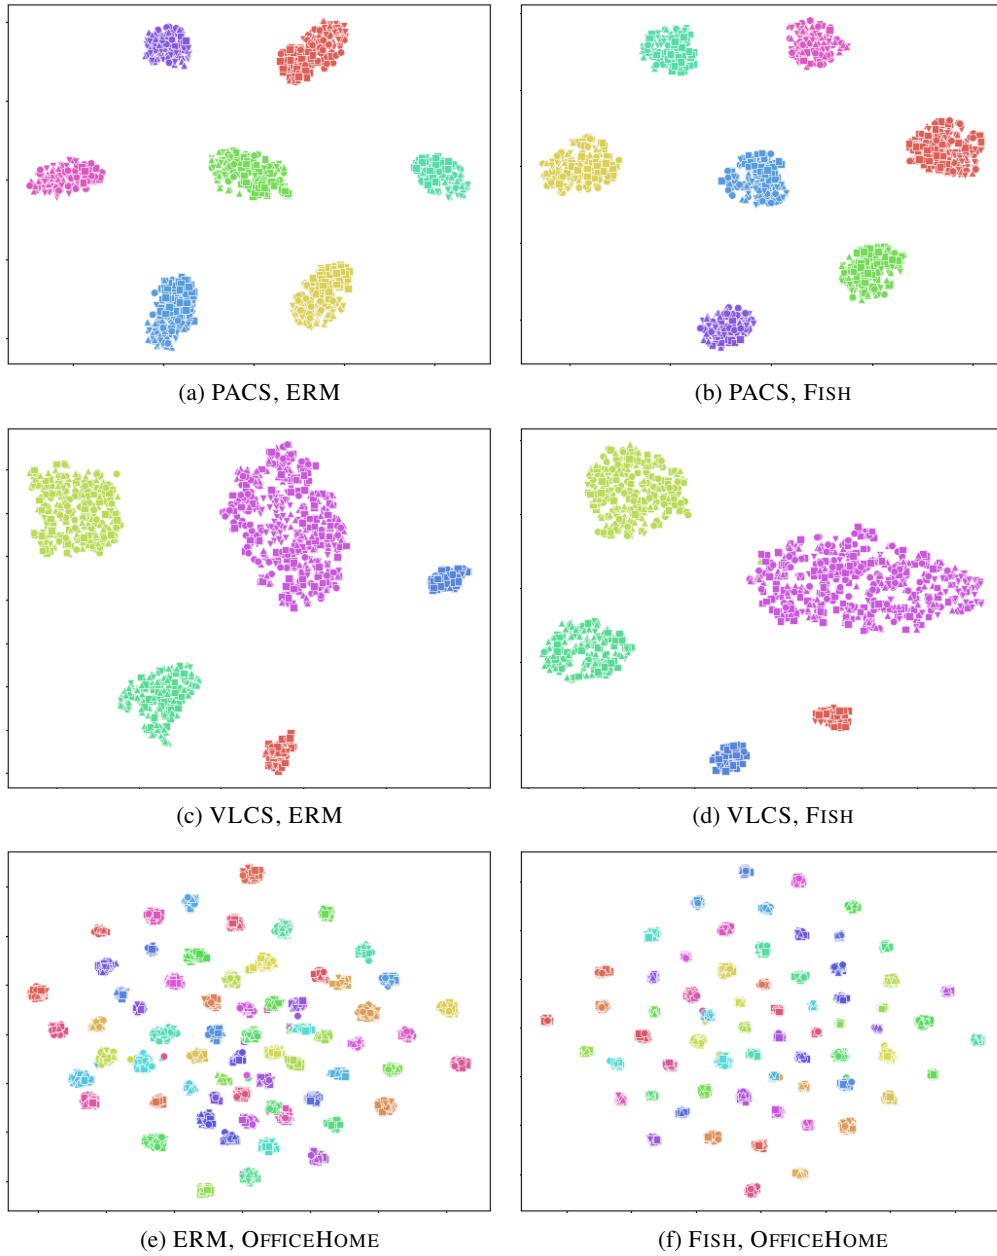 (a) PACS, ERM
(b) PACS, FISH
(c) VLCS, ERM
(d) VLCS, FISH
(e) ERM, OFFICEHOME
(f) FISH, OFFICEHOME